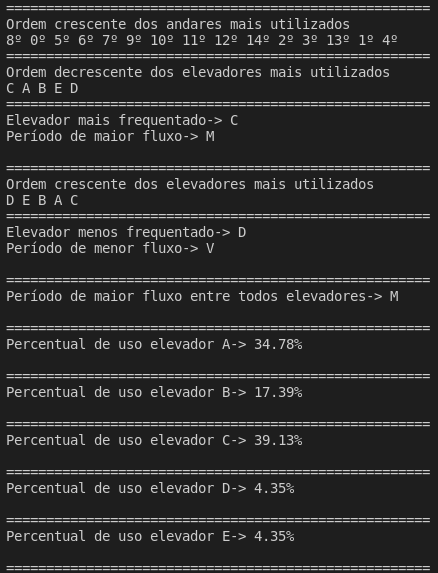 =====================================================
Ordem crescente dos andares mais utilizados
8º 0º 5º 6º 7º 9º 10º 11º 12º 14º 2º 3º 13º 1º 4º
=====================================================
Ordem decrescente dos elevadores mais utilizados
C A B E D
=====================================================
Elevador mais frequentado-> C
Período de maior fluxo-> M
=====================================================
Ordem crescente dos elevadores mais utilizados
D E B A C
=====================================================
Elevador menos frequentado-> D
Período de menor fluxo-> V
=====================================================
Período de maior fluxo entre todos elevadores-> M
=====================================================
Percentual de uso elevador A-> 34.78%
=====================================================
Percentual de uso elevador B-> 17.39%
=====================================================
Percentual de uso elevador C-> 39.13%
=====================================================
Percentual de uso elevador D-> 4.35%
=====================================================
Percentual de uso elevador E-> 4.35%
=====================================================